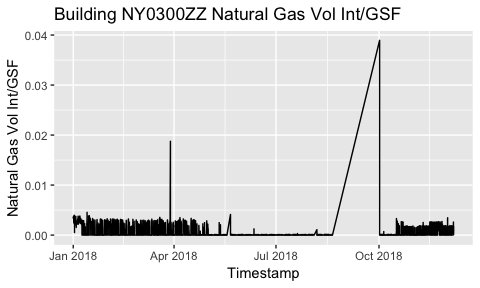 Building NY0300ZZ Natural Gas Vol Int/GSF
Natural Gas Vol Int/GSF
0.04
0.03
0.02
0.01
0.00
Jan 2018
Apr 2018
Jul 2018
Oct 2018
Timestamp